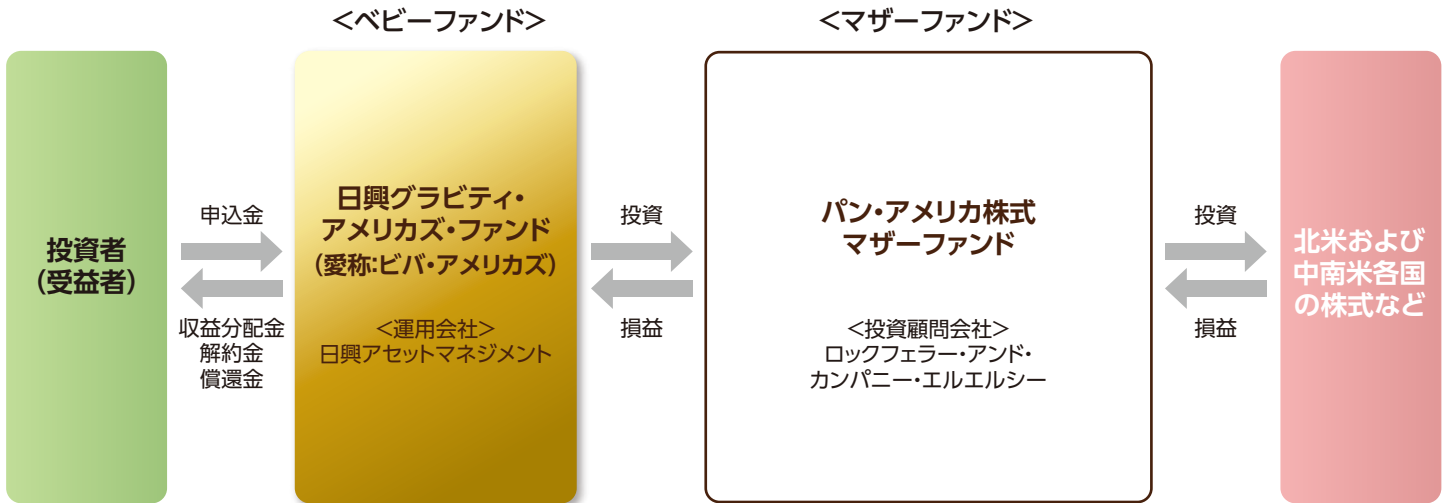 <ベビーファンド>
<マザーファンド>
投資者
(受益者)
申込金
収益分配金
解約金
償還金
日興グラビティ・
アメリカズ・ファンド
(愛称:ビバ・アメリカズ)
<運用会社>
日興アセットマネジメント
投資
損益
パン・アメリカ株式
マザーファンド
<投資顧問会社>
ロックフェラー・アンド・
カンパニー・エルエルシー
投資
損益
北米および
中南米各国
の株式など